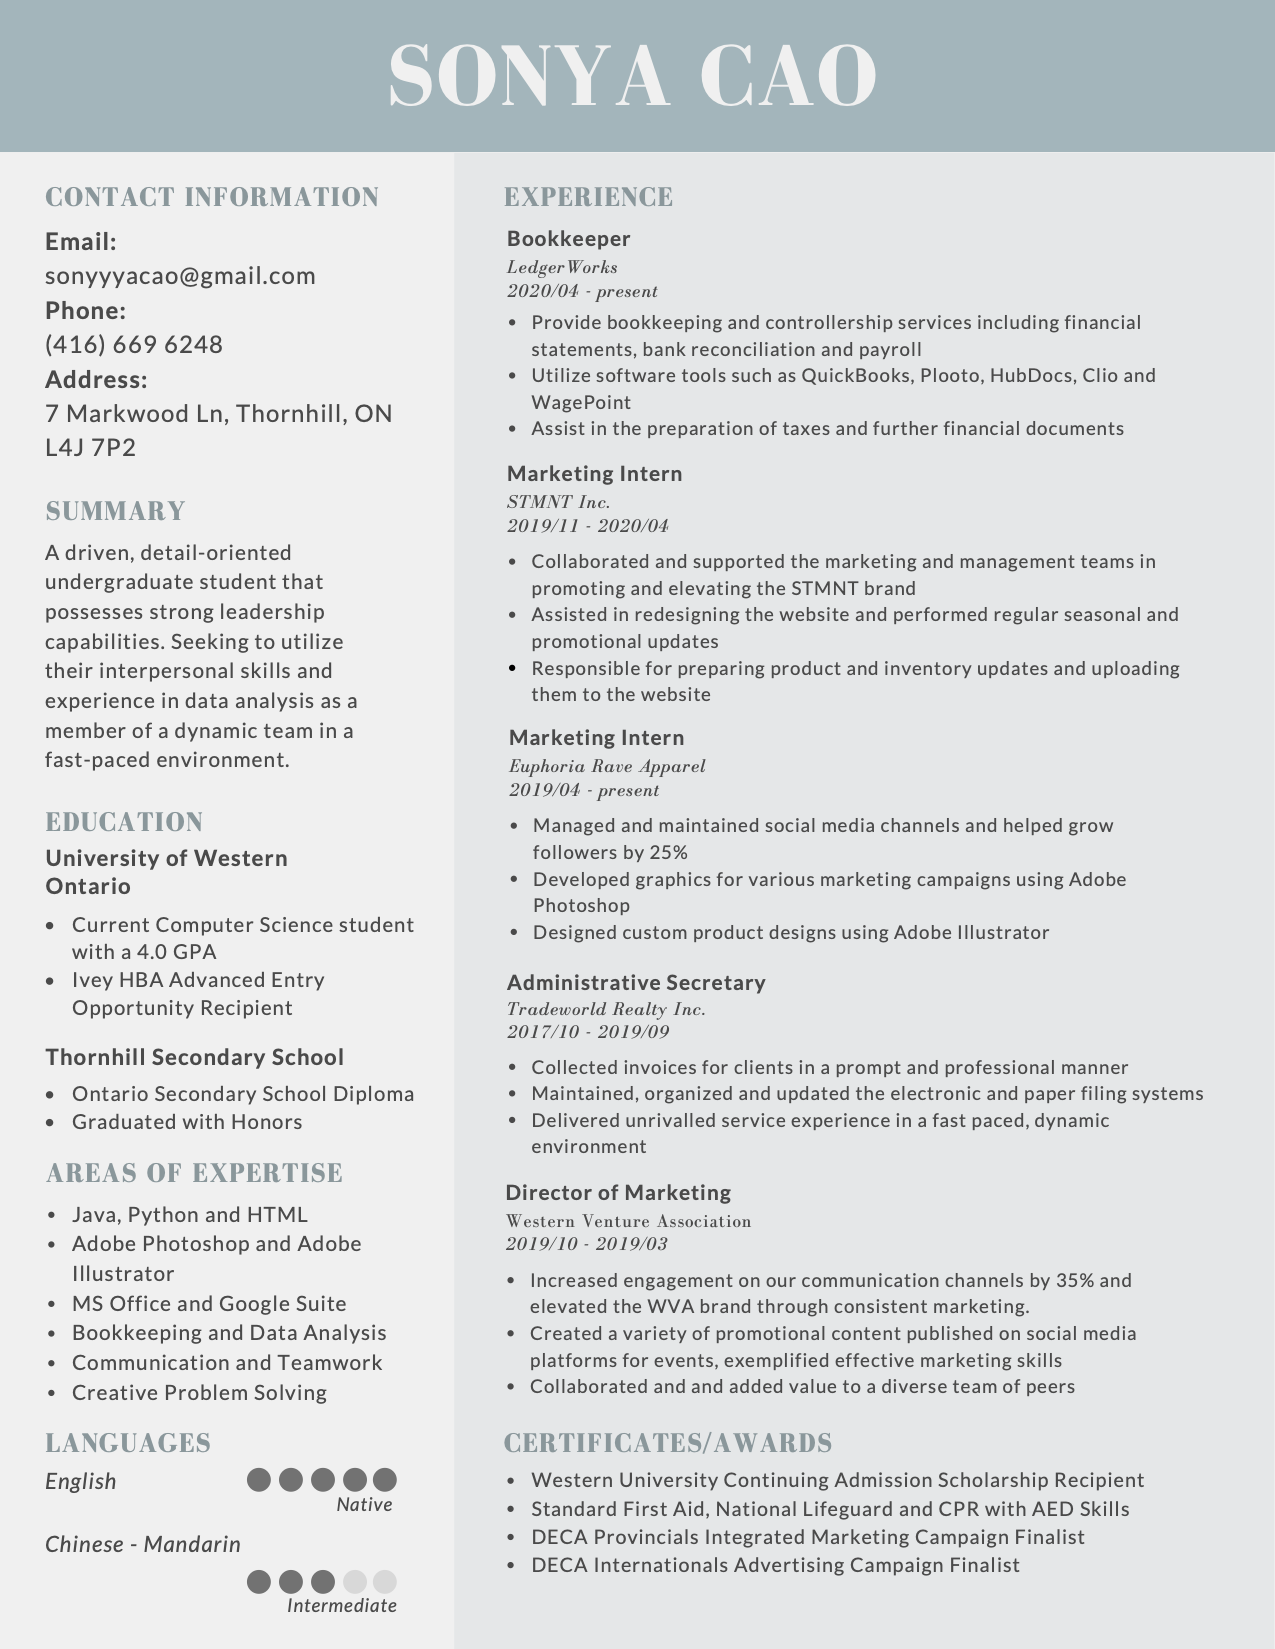 SONYA CAO
CONTACT INFORMATION
Email:
sonyyyacao@gmail.com
Phone:
(416) 669 6248
Address:
7 Markwood Ln, Thornhill, ON
L4J 7P2
SUMMARY
A driven, detail-oriented
undergraduate student that
possesses strong leadership
capabilities. Seeking to utilize
their interpersonal skills and
experience in data analysis as a
member of a dynamic team in a
fast-paced environment.
EDUCATION
University of Western
Ontario
• Current Computer Science student
with a 4.0 GPA
• Ivey HBA Advanced Entry
Opportunity Recipient
Thornhill Secondary School
• Ontario Secondary School Diploma
• Graduated with Honors
AREAS OF EXPERTISE
• Java, Python and HTML
• Adobe Photoshop and Adobe
Illustrator
• MS Office and Google Suite
• Bookkeeping and Data Analysis
• Communication and Teamwork
• Creative Problem Solving
LANGUAGES
English
Native
Chinese - Mandarin
Intermediate
EXPERIENCE
Bookkeeper
LedgerWorks
2020/04 - present
• Provide bookkeeping and controllership services including financial
statements, bank reconciliation and payroll
• Utilize software tools such as QuickBooks, Plooto, HubDocs, Clio and
WagePoint
• Assist in the preparation of taxes and further financial documents
Marketing Intern
STMNT Inc.
2019/11 - 2020/04
• Collaborated and supported the marketing and management teams in
promoting and elevating the STMNT brand
• Assisted in redesigning the website and performed regular seasonal and
promotional updates
• Responsible for preparing product and inventory updates and uploading
them to the website
Marketing Intern
Euphoria Rave Apparel
2019/04 - present
• Managed and maintained social media channels and helped grow
followers by 25%
• Developed graphics for various marketing campaigns using Adobe
Photoshop
• Designed custom product designs using Adobe Illustrator
Administrative Secretary
Tradeworld Realty Inc.
2017/10 - 2019/09
• Collected invoices for clients in a prompt and professional manner
• Maintained, organized and updated the electronic and paper filing systems
• Delivered unrivalled service experience in a fast paced, dynamic
environment
Director of Marketing
Western Venture Association
2019/10 - 2019/03
• Increased engagement on our communication channels by 35% and
elevated the WVA brand through consistent marketing.
• Created a variety of promotional content published on social media
platforms for events, exemplified effective marketing skills
• Collaborated and and added value to a diverse team of peers
CERTIFICATES/AWARDS
• Western University Continuing Admission Scholarship Recipient
• Standard First Aid, National Lifeguard and CPR with AED Skills
• DECA Provincials Integrated Marketing Campaign Finalist
• DECA Internationals Advertising Campaign Finalist